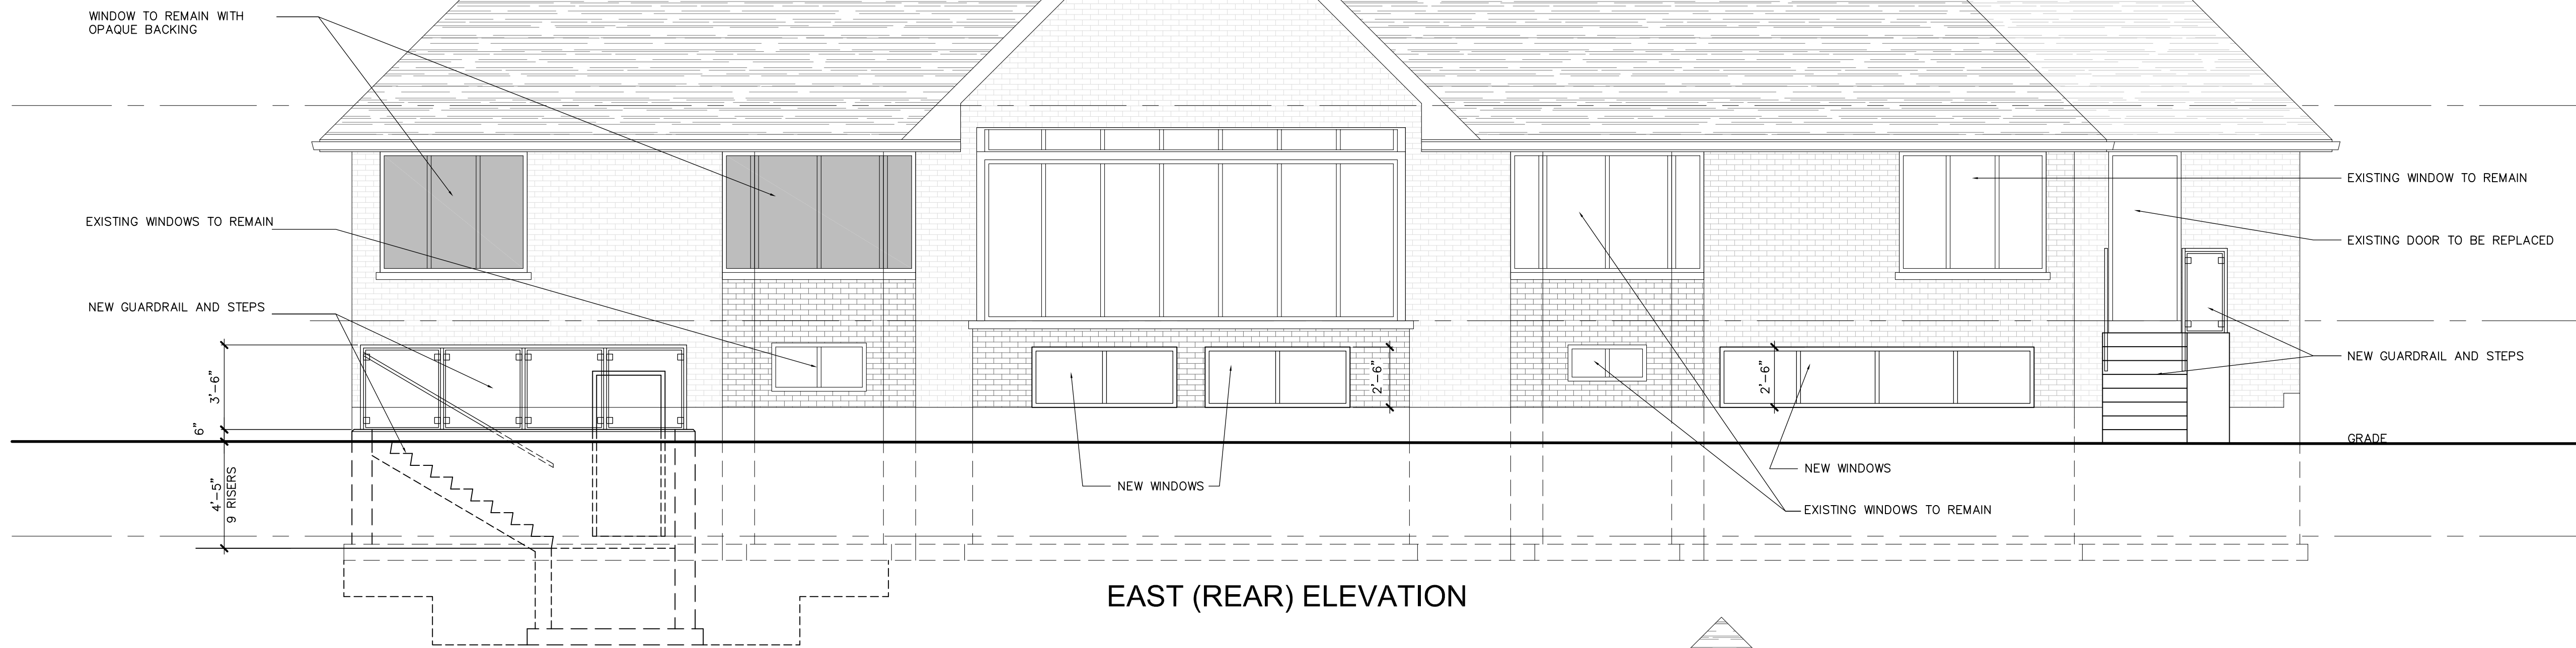 WINDOW TO REMAIN WITH
OPAQUE BACKING
EXISTING WINDOWS TO REMAIN
NEW GUARDRAIL AND STEPS
3'-6"
6"
4'-5"
9 RISERS
2'-6"
2'-6"
NEW WINDOWS
NEW WINDOWS
EXISTING WINDOWS TO REMAIN
EXISTING WINDOW TO REMAIN
EXISTING DOOR TO BE REPLACED
NEW GUARDRAIL AND STEPS
GRADE
EAST (REAR) ELEVATION